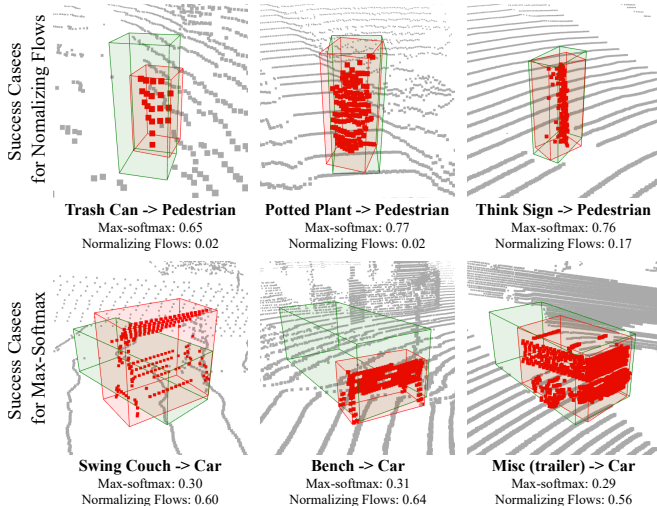 Success Casees
for Nomalizing Flows
Trash Can -> Pedestrian
Max-softmax: 0.65
Normalizing Flows: 0.02
Potted Plant -> Pedestrian
Max-softmax: 0.77
Normalizing Flows: 0.02
Think Sign -> Pedestrian
Max-softmax: 0.76
Normalizing Flows: 0.17
Success Casees
for Max-Softmax
Swing Couch -> Car
Max-softmax: 0.30
Normalizing Flows: 0.60
Bench -> Car
Max-softmax: 0.31
Normalizing Flows: 0.64
Misc (trailer) -> Car
Max-softmax: 0.29
Normalizing Flows: 0.56